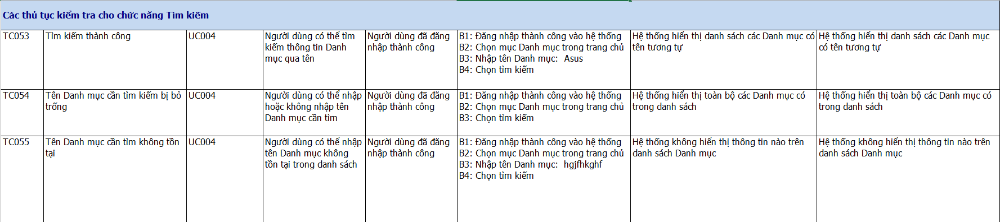 Các thủ tục kiểm tra cho chức năng Tìm kiếm
TC053
Tìm kiếm thành công
UC004
Người dùng có thể tìm
kiếm thông tin Danh
mục qua tên
Người dùng đã đăng
nhập thành công
B1: Đăng nhập thành công vào hệ thống
B2: Chọn mục Danh mục trong trang chủ
B3: Nhập tên Danh mục:  Asus
B4: Chọn tìm kiếm
Hệ thống hiển thị danh sách các Danh mục có
tên tương tự
Hệ thống hiển thị danh sách các Danh mục
có tên tương tự
TC054
Tên Danh mục cần tìm kiếm bị bỏ
trống
UC004
Người dùng có thể nhập
hoặc không nhập tên
Danh mục cần tìm
Người dùng đã đăng
nhập thành công
B1: Đăng nhập thành công vào hệ thống
B2: Chọn mục Danh mục trong trang chủ
B3: Chọn tìm kiếm
Hệ thống hiển thị toàn bộ các Danh mục có
trong danh sách
Hệ thống hiển thị toàn bộ các Danh mục có
trong danh sách
TC055
Tên Danh mục cần tìm không tồn
tại
UC004
Người dùng có thể nhập
tên Danh mục không
tồn tại trong danh sách
Người dùng đã đăng
nhập thành công
B1: Đăng nhập thành công vào hệ thống
B2: Chọn mục Danh mục trong trang chủ
B3: Nhập tên Danh mục:  hgjfhkghf
B4: Chọn tìm kiếm
Hệ thống không hiển thị thông tin nào trên
danh sách Danh mục
Hệ thống không hiển thị thông tin nào trên
danh sách Danh mục